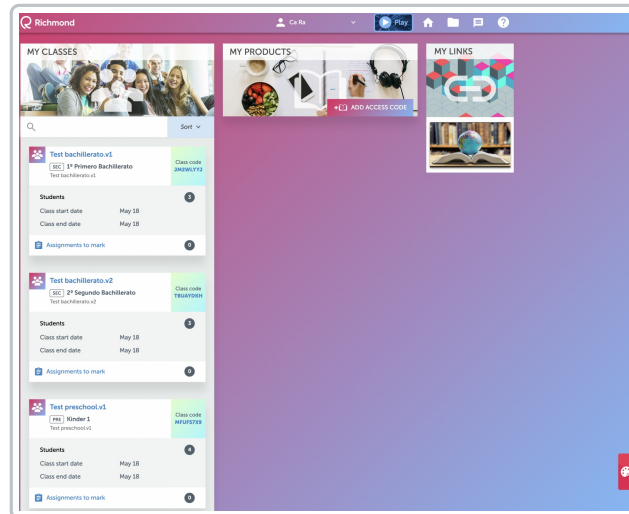 Richmond
Ca Ra
Play
?
MY CLASSES
MY PRODUCTS
MY LINKS
+ ADD ACCESS CODE
Sort
Test bachillerato.v1
SEC 1º Primero Bachillerato
Test bachillerato.v1
Class code
JM2WLYYJ
Students 3
Class start date May 18
Class end date May 18
Assignments to mark 0
Test bachillerato.v2
SEC 2º Segundo Bachillerato
Test bachillerato.v2
Class code
TBUAYDKH
Students 3
Class start date May 18
Class end date May 18
Assignments to mark 0
Test preschool.v1
PRE Kinder 1
Test preschool.v1
Class code
MFUFS7X9
Students 4
Class start date May 18
Class end date May 18
Assignments to mark 0